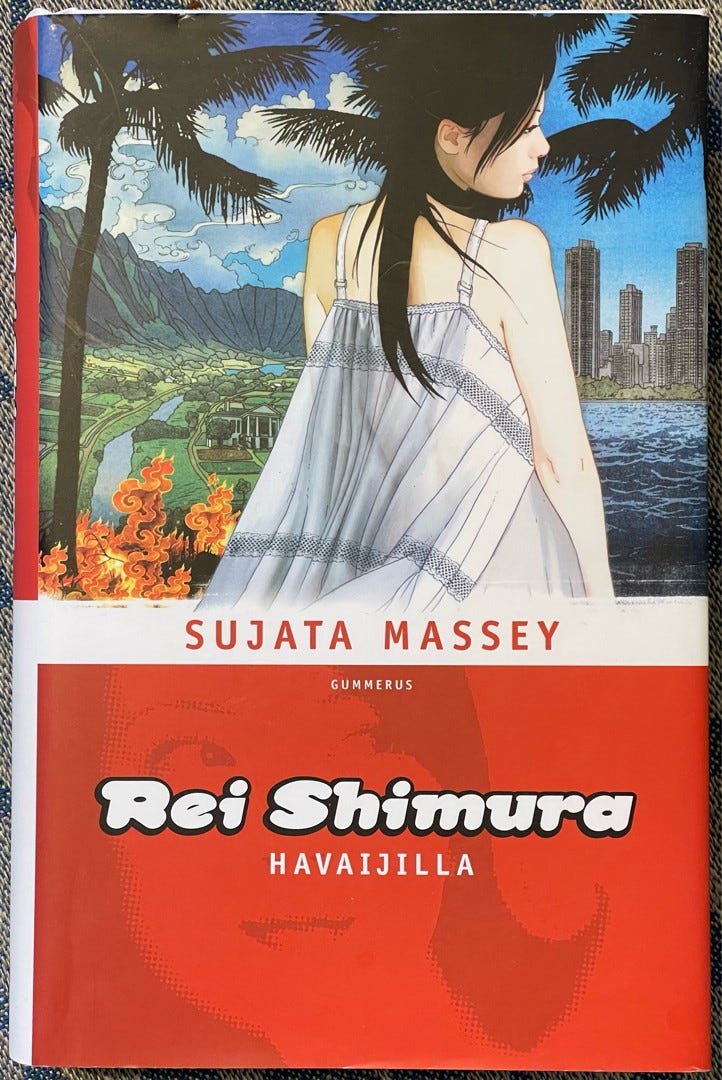 SUJATA MASSEY
GUMMERUS
Rei Shimura
HAVAIJILLA